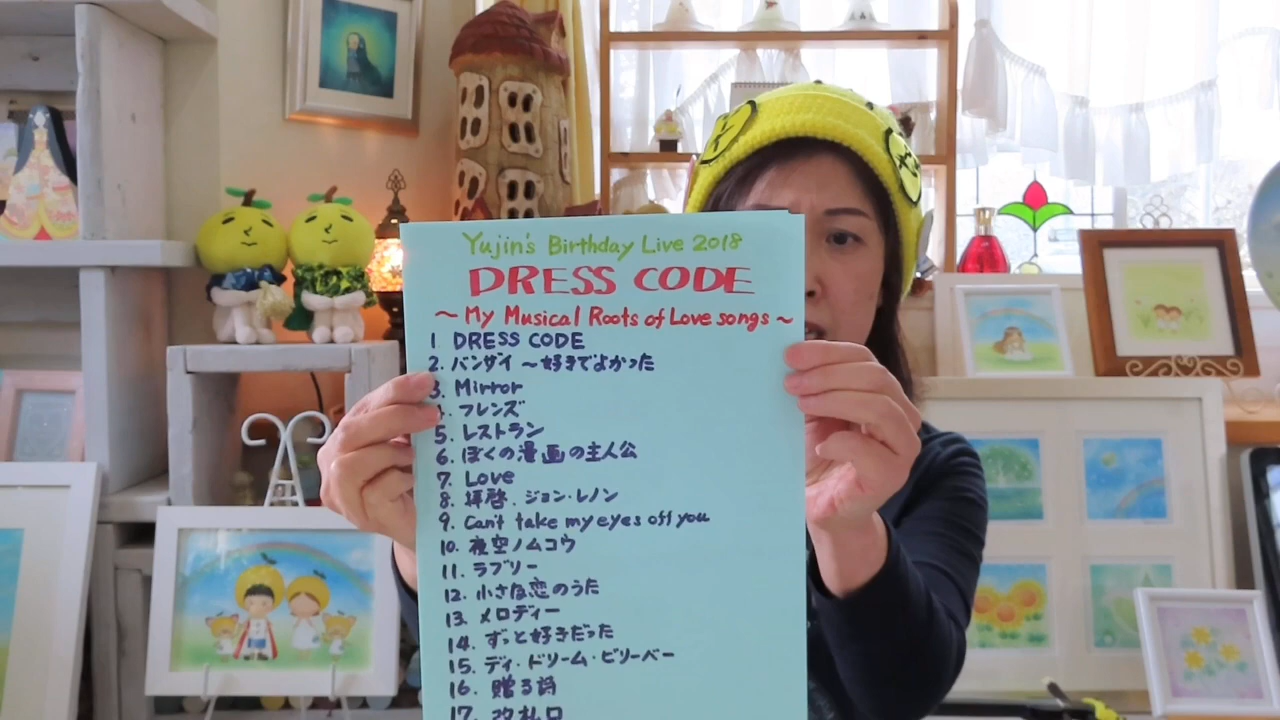 Yujin's Birthday Live 2018
DRESS CODE
～My Musical Roots of Love songs～
1 DRESS CODE
2. バンザイ ～好きでよかった
3. Mirror
4. フレンズ
5. レストラン
6. ぼくの漫画の主人公
7. Love
8. 拝啓、ジョン・レノン
9. Can't take my eyes off you
10. 夜空ノムコウ
11. ラブリー
12. 小さな恋のうた
13. メロディー
14. ずっと好きだった
15. デイ・ドリーム・ビリーバー
16. 贈る詩
17. 改札口